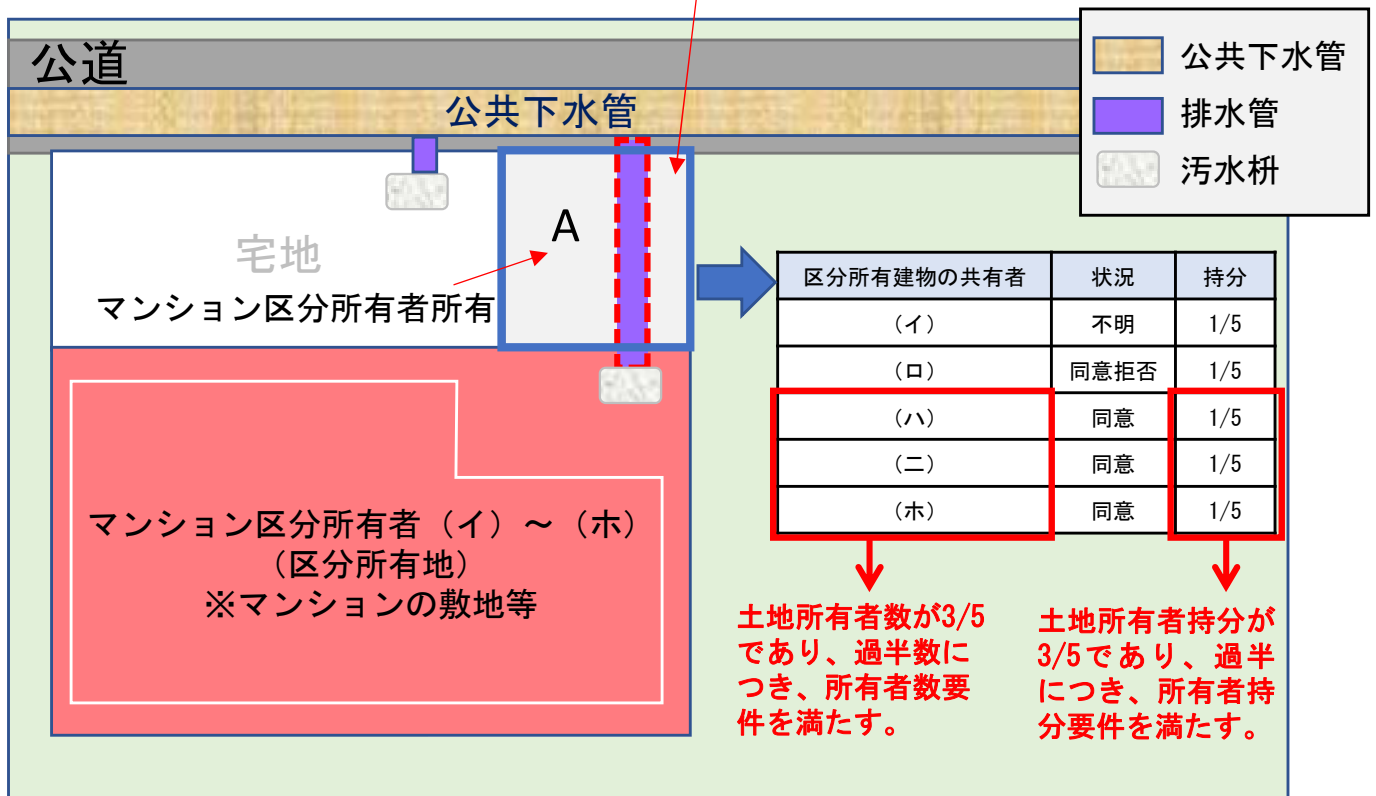 公道
公共下水管
公共下水管
排水管
汚水枡
A
宅地
マンション区分所有者所有
区分所有建物の共有者 状況 持分
（イ） 不明 1/5
（ロ） 同意拒否 1/5
（ハ） 同意 1/5
（ニ） 同意 1/5
（ホ） 同意 1/5
マンション区分所有者（イ）～（ホ）
（区分所有地）
※マンションの敷地等
土地所有者数が3/5
であり、過半数に
つき、所有者数要
件を満たす。
土地所有者持分が
3/5であり、過半
につき、所有者持
分要件を満たす。